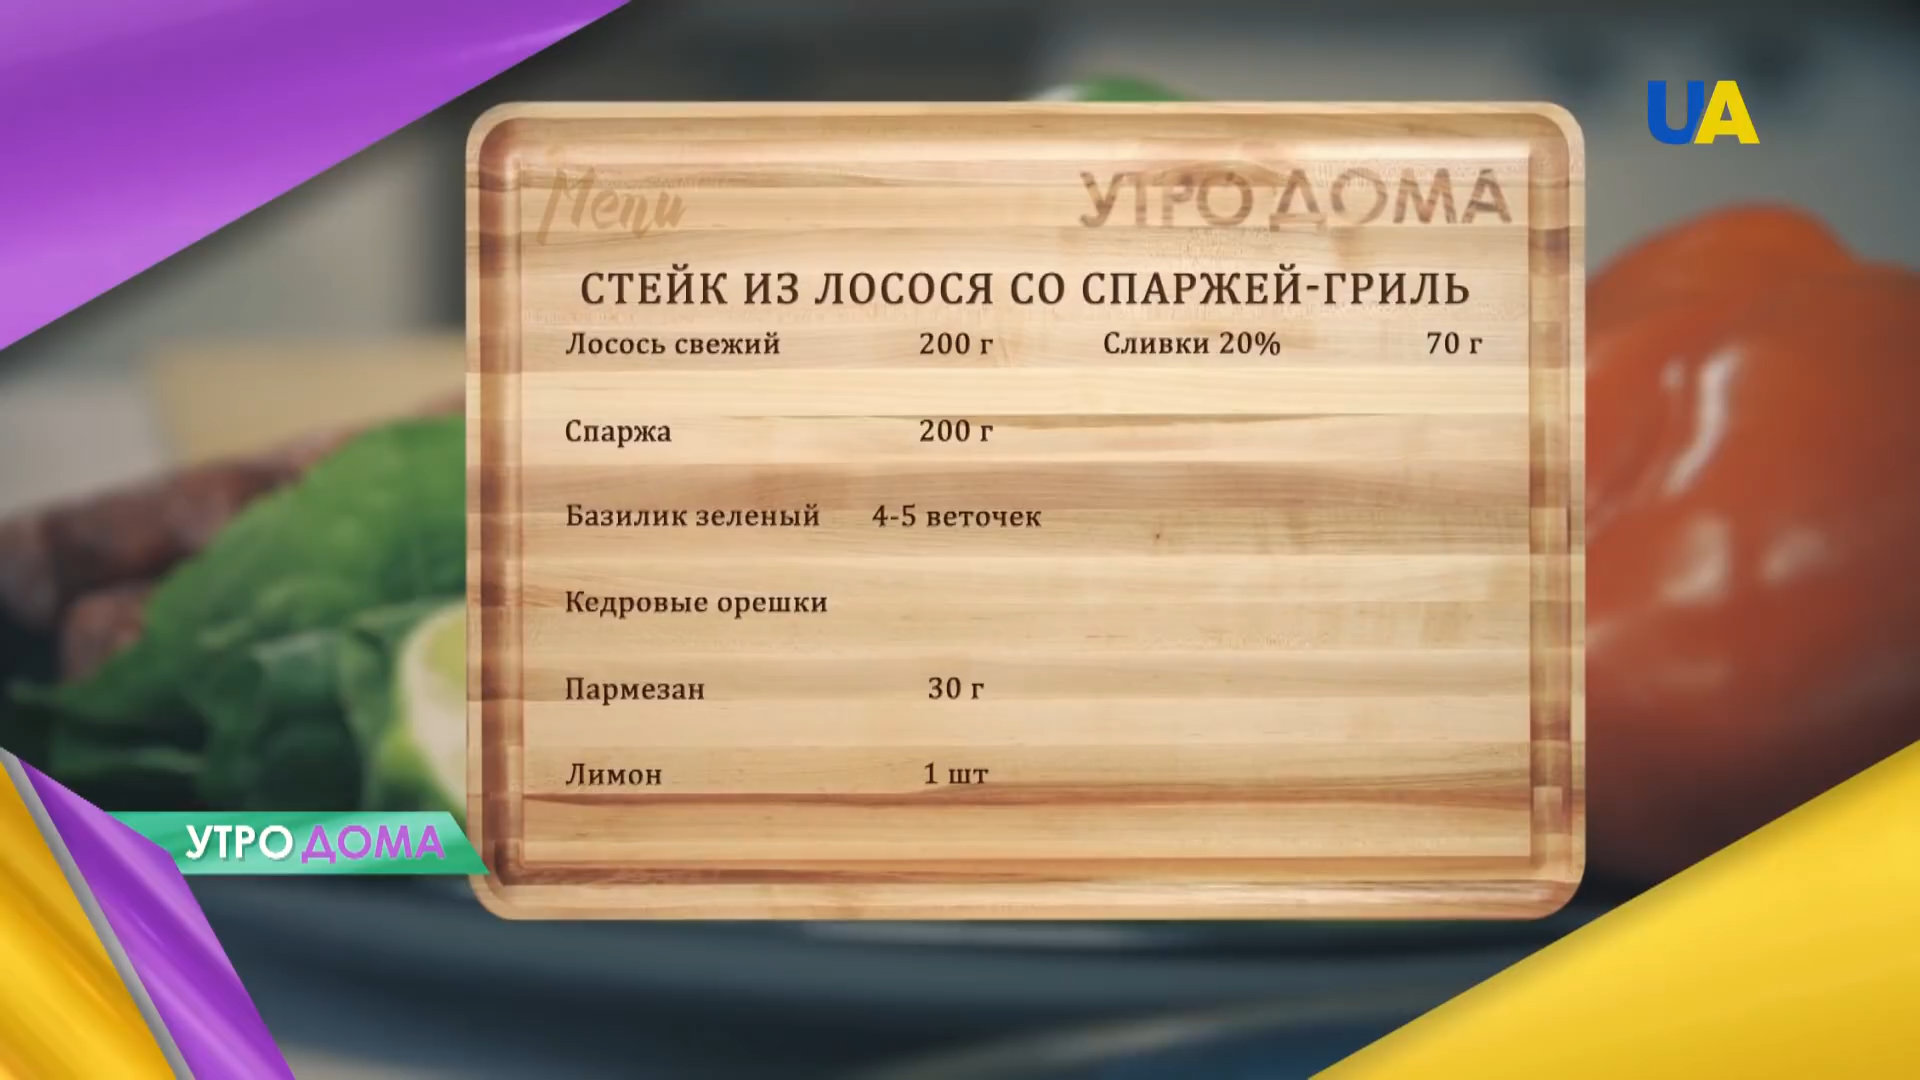 UA
Menu
УТРО ДОМА
СТЕЙК ИЗ ЛОСОСЯ СО СПАРЖЕЙ-ГРИЛЬ
Лосось свежий 200 г Сливки 20% 70 г
Спаржа 200 г
Базилик зеленый 4-5 веточек
Кедровые орешки
Пармезан 30 г
Лимон 1 шт
УТРО ДОМА